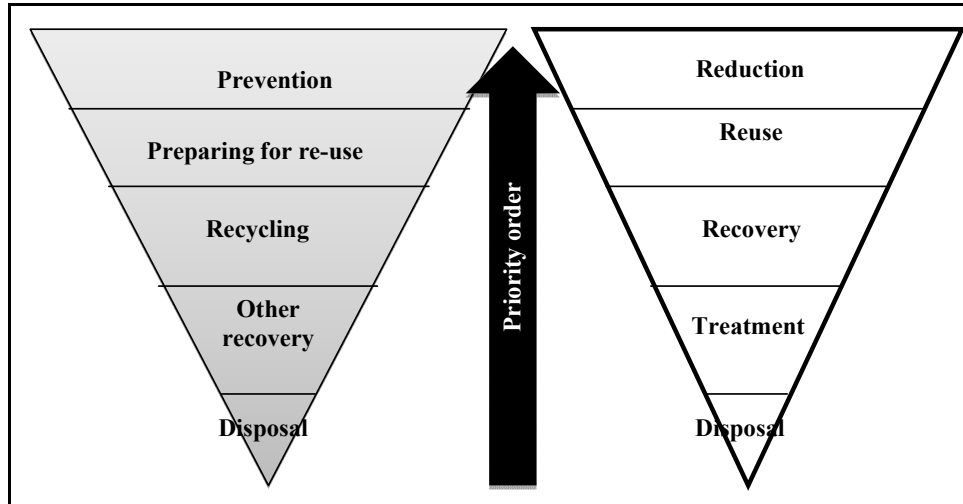 Prevention
Preparing for re-use
Recycling
Other
recovery
Disposal
Priority order
Reduction
Reuse
Recovery
Treatment
Disposal